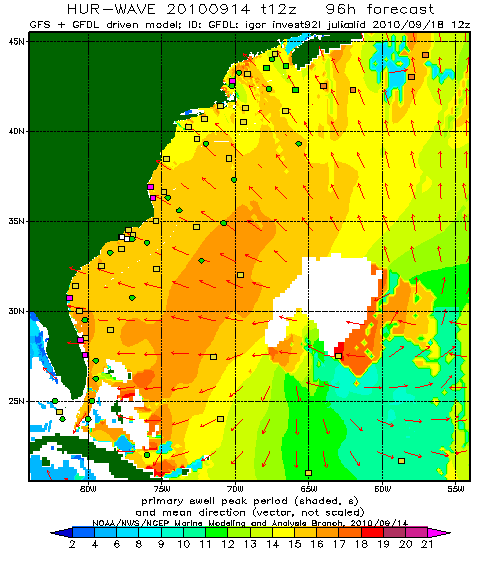 HUR-WAVE 20100914 t12z 96h forecast
GFS + GFDL driven model; ID: GFDL: igor invest92l julialid 2010/09/18 12z
45N
40N
35N
30N
25N
80W 75W 70W 65W 60W 55W
primary swell peak period (shaded, s)
and mean direction (vector, not scaled)
NOAA/NWS/NCEP Marine Modeling and Analysis Branch, 2010/09/14
2 4 6 8 9 10 11 12 13 14 15 16 17 18 19 20 21